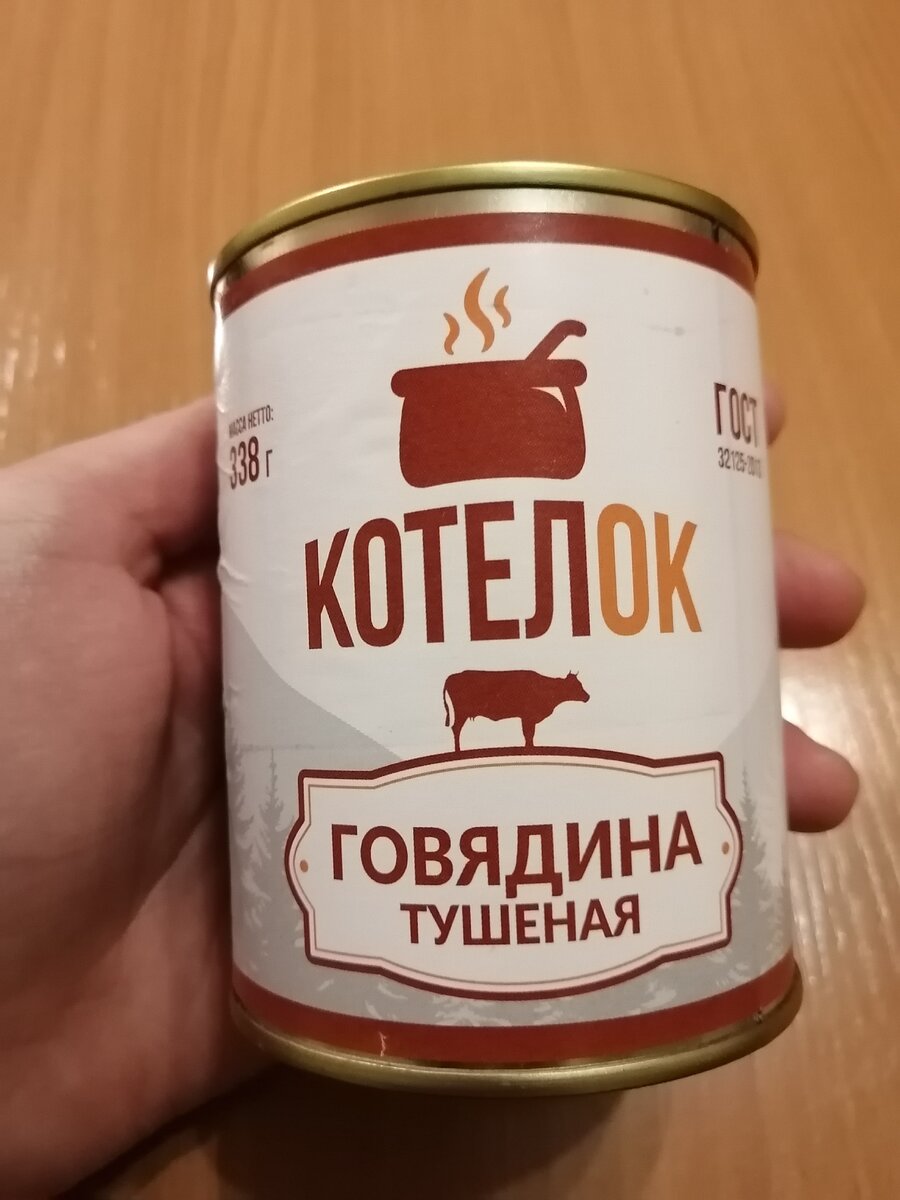 МАССА НЕТТО:
338 г
ГОСТ
32125-2013
КОТЕЛОК
ГОВЯДИНА
ТУШЕНАЯ